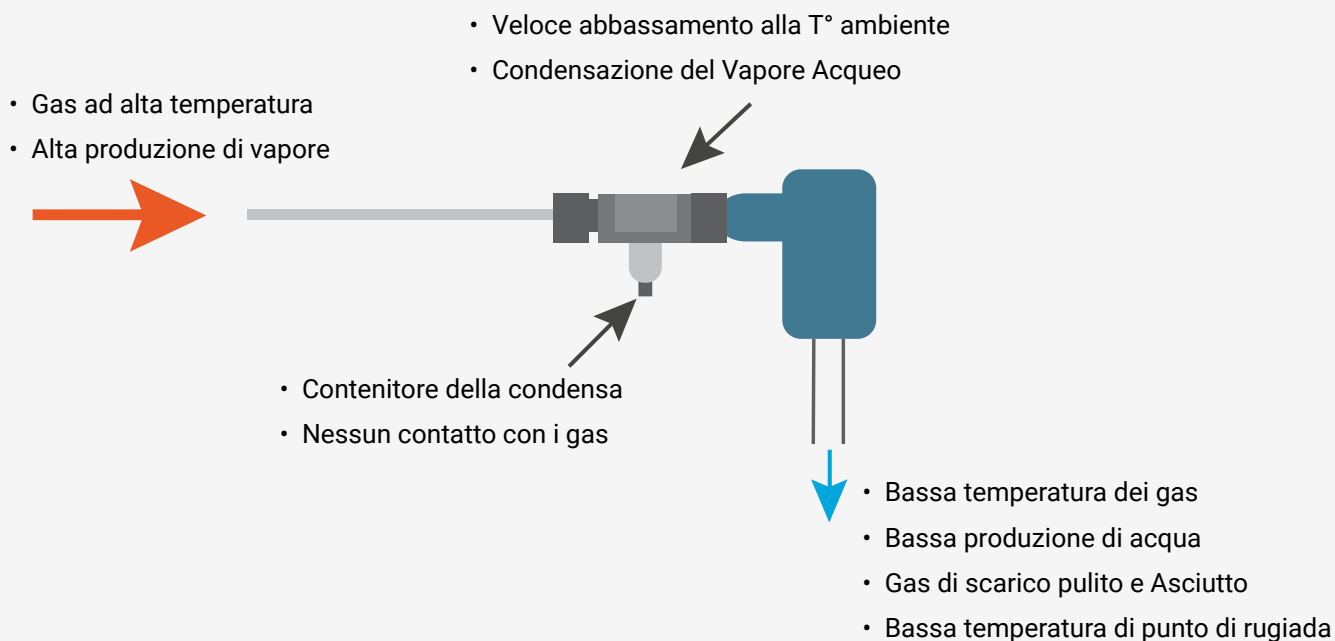 • Veloce abbassamento alla T° ambiente
• Condensazione del Vapore Acqueo
• Gas ad alta temperatura
• Alta produzione di vapore
• Contenitore della condensa
• Nessun contatto con i gas
• Bassa temperatura dei gas
• Bassa produzione di acqua
• Gas di scarico pulito e Asciutto
• Bassa temperatura di punto di rugiada